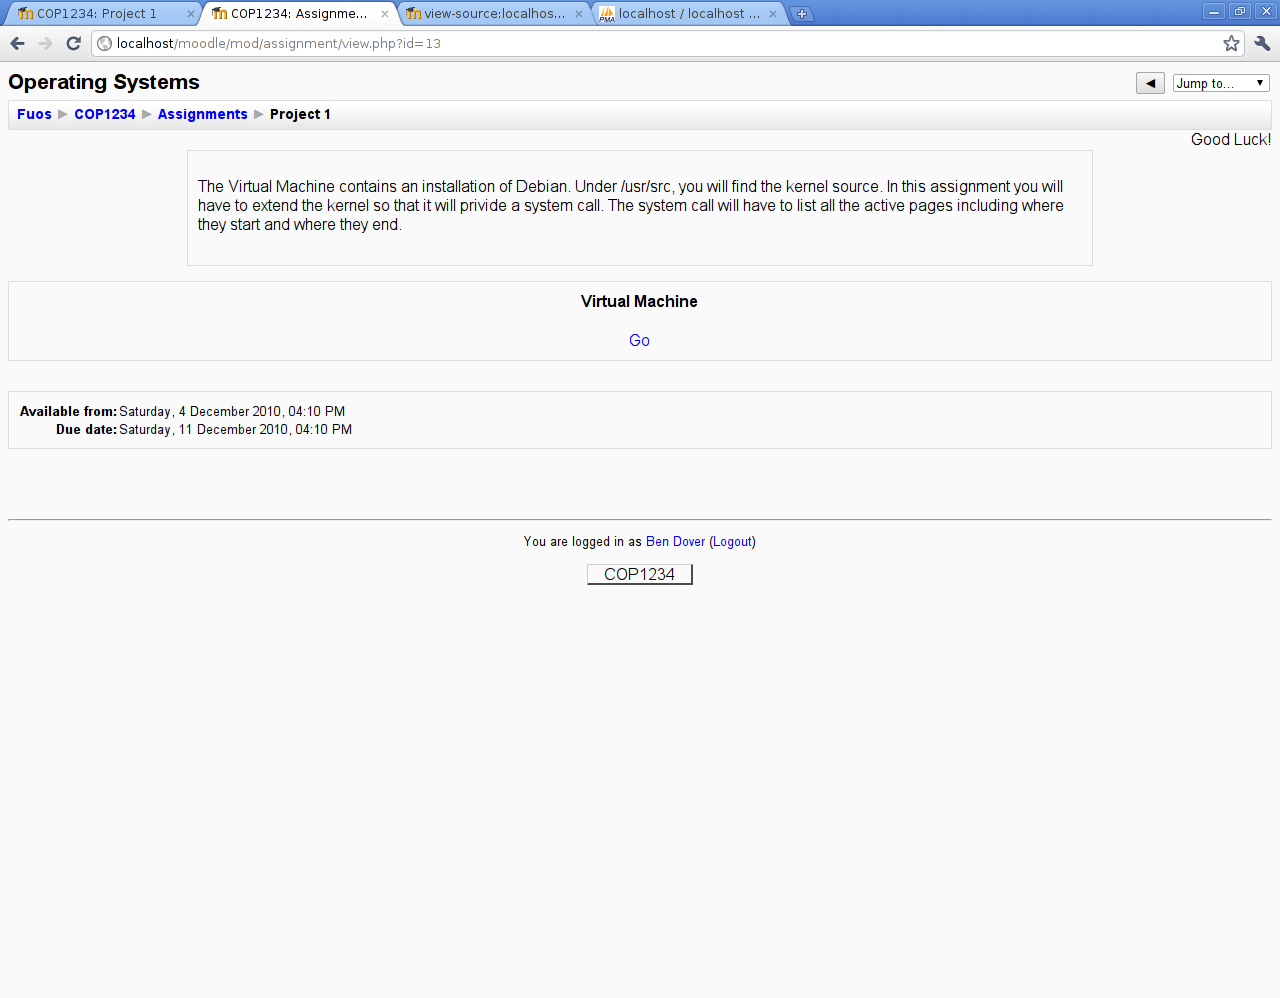 COP1234: Project 1
COP1234: Assignme...
view-source:localhos...
PMA
localhost / localhost ...
localhost/moodle/mod/assignment/view.php?id=13
Operating Systems
Jump to...
Fuos ► COP1234 ► Assignments ► Project 1
Good Luck!
The Virtual Machine contains an installation of Debian. Under /usr/src, you will find the kernel source. In this assignment you will
have to extend the kernel so that it will privide a system call. The system call will have to list all the active pages including where
they start and where they end.
Virtual Machine
Go
Available from: Saturday, 4 December 2010, 04:10 PM
Due date: Saturday, 11 December 2010, 04:10 PM
You are logged in as Ben Dover (Logout)
COP1234